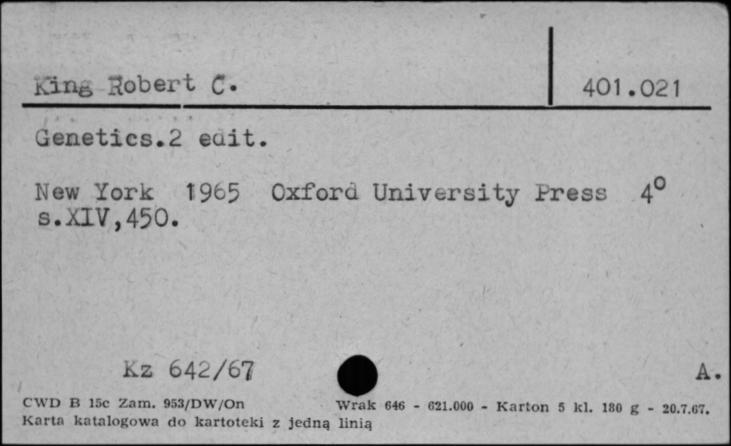 King Robert C. 401.021
Genetics.2 edit.
New York 1965 Oxford University Press 4°
s.XIV,450.
Kz 642/67 A.
CWD B 15c Zam. 953/DW/On Wrak 646 - 621.000 - Karton 5 kl. 180 g - 20.7.67.
Karta katalogowa do kartoteki z jedną linią